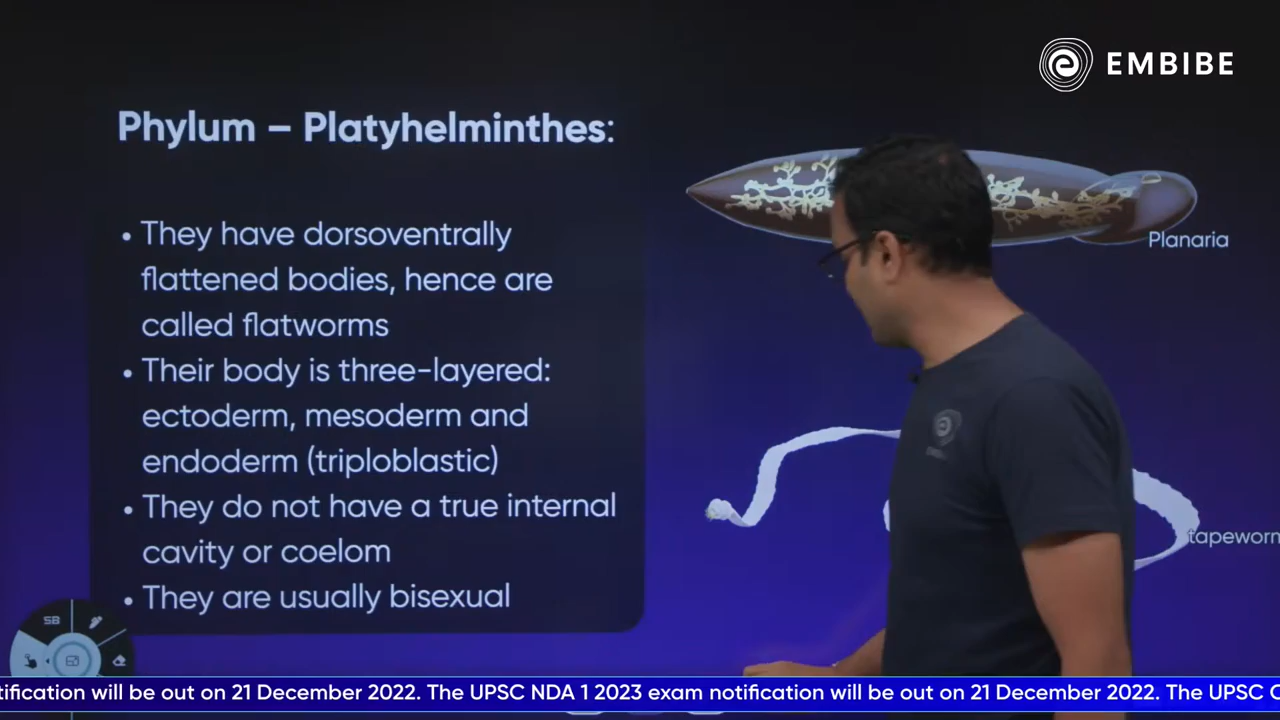 EMBIBE
Phylum – Platyhelminthes:
• They have dorsoventrally
flattened bodies, hence are
called flatworms
• Their body is three-layered:
ectoderm, mesoderm and
endoderm (triploblastic)
• They do not have a true internal
cavity or coelom
• They are usually bisexual
Planaria
tapeworm
SB
tification will be out on 21 December 2022. The UPSC NDA 1 2023 exam notification will be out on 21 December 2022. The UPSC